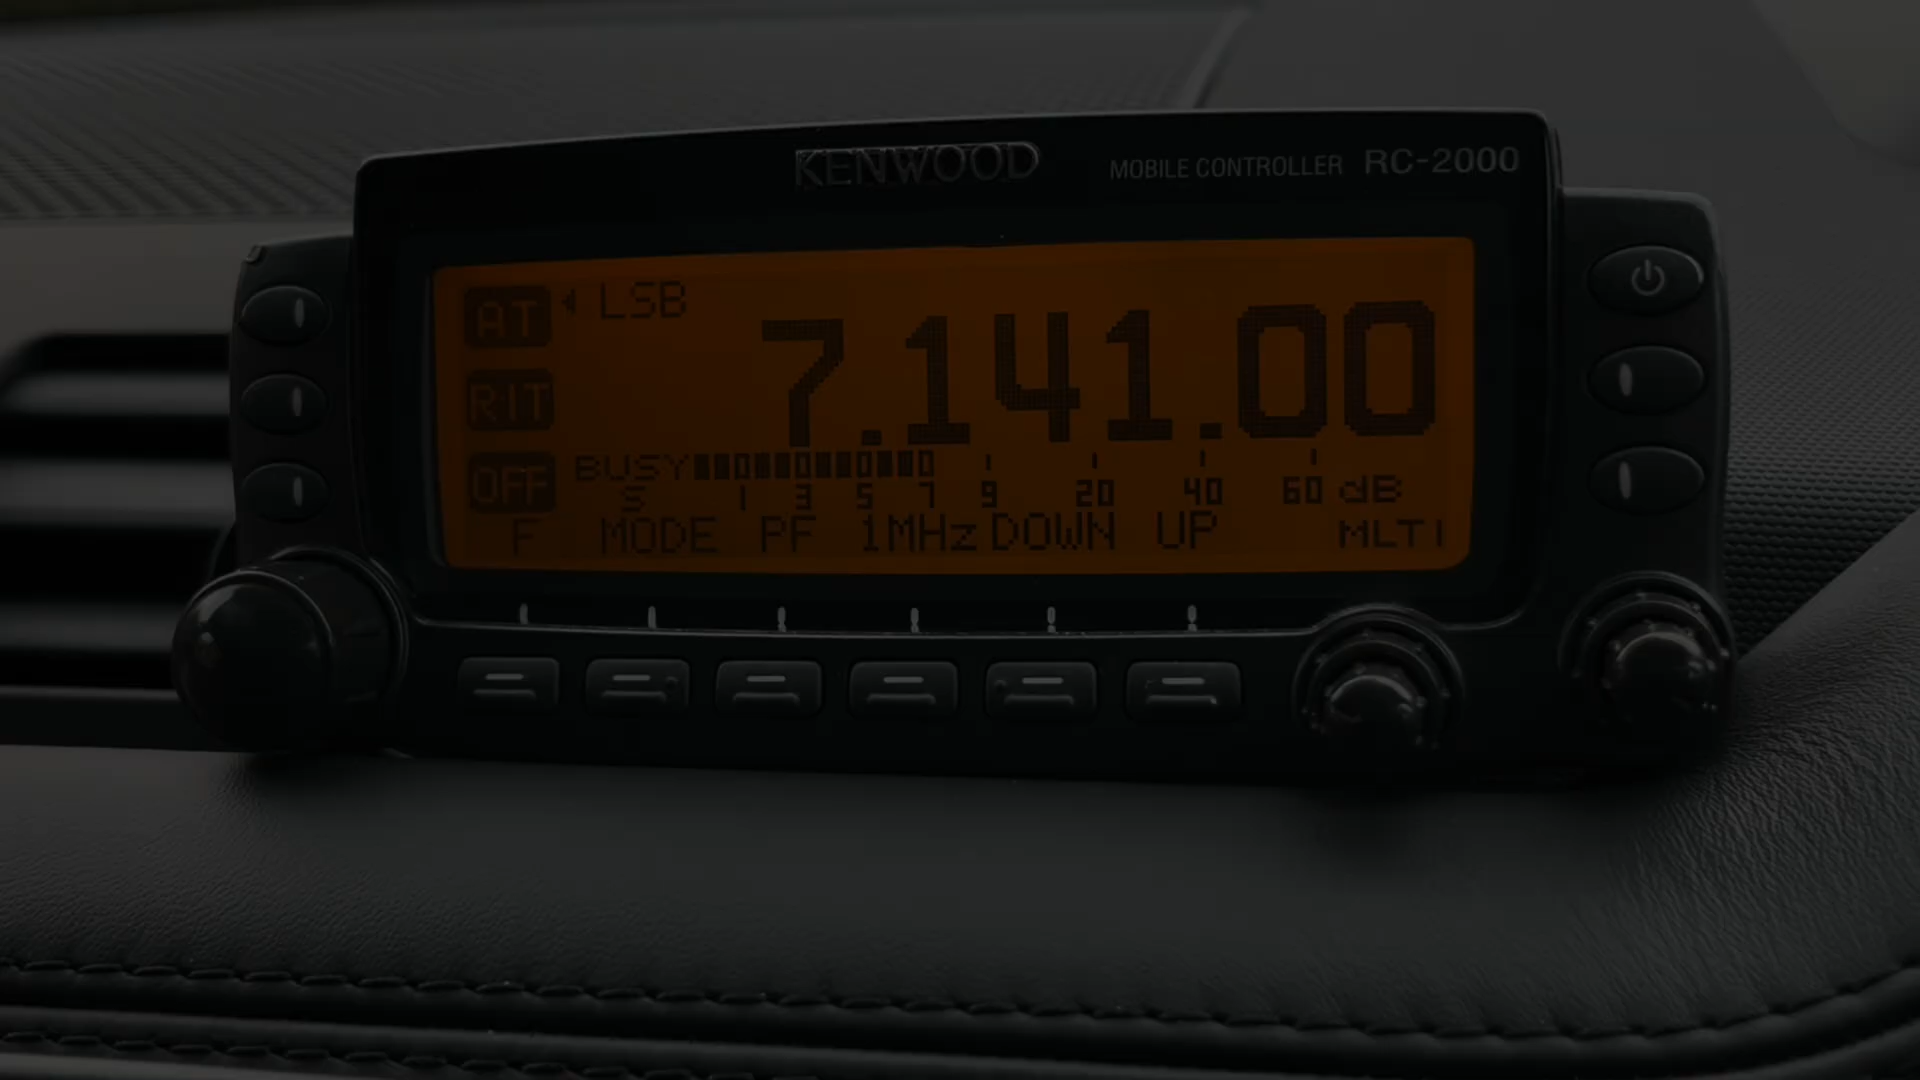 KENWOOD MOBILE CONTROLLER RC-2000
AT LSB 7.141.00
RIT
BUSY
OFF S 1 3 5 7 9 20 40 60 dB
F MODE PF 1MHz DOWN UP MLTI